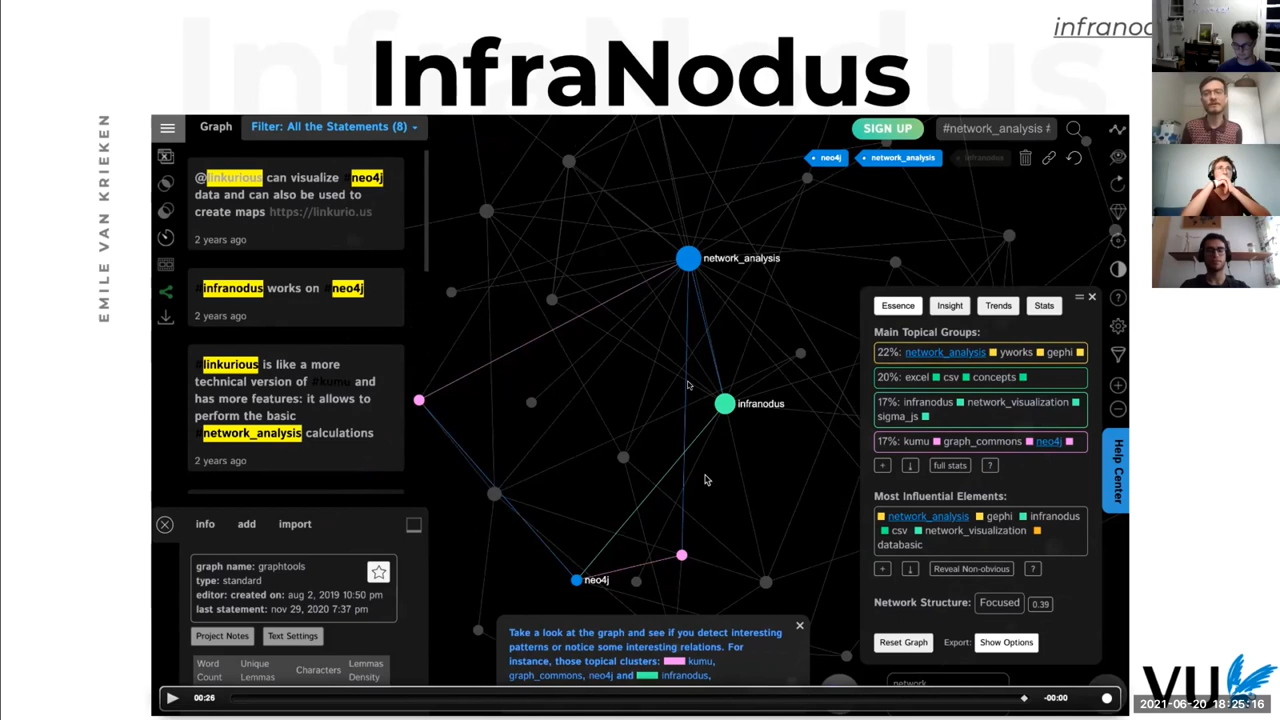 InfraNodus
infranod
EMILE VAN KRIEKEN
Graph
Filter: All the Statements (8)
SIGN UP
#network_analysis #
neo4j
network_analysis
infranodus
@linkurious can visualize #neo4j
data and can also be used to
create maps https://linkurio.us
2 years ago
#infranodus works on #neo4j
2 years ago
#linkurious is like a more
technical version of #kumu and
has more features: it allows to
perform the basic
#network_analysis calculations
2 years ago
network_analysis
infranodus
neo4j
Essence
Insight
Trends
Stats
Main Topical Groups:
22%: network_analysis yworks gephi
20%: excel csv concepts
17%: infranodus network_visualization
sigma_js
17%: kumu graph_commons neo4j
+
full stats
?
Most Influential Elements:
network_analysis gephi infranodus
csv network_visualization
databasic
+
Reveal Non-obvious
?
Network Structure: Focused 0.39
Reset Graph
Export:
Show Options
Help Center
info
add
import
graph name: graphtools
type: standard
editor: created on: aug 2, 2019 10:50 pm
last statement: nov 29, 2020 7:37 pm
Project Notes
Text Settings
Word Count
Unique Lemmas
Characters
Lemmas Density
Take a look at the graph and see if you detect interesting
patterns or notice some interesting relations. For
instance, those topical clusters: kumu,
graph_commons, neo4j and infranodus,
network
00:26
-00:00
VU
2021-06-20 18:25:16